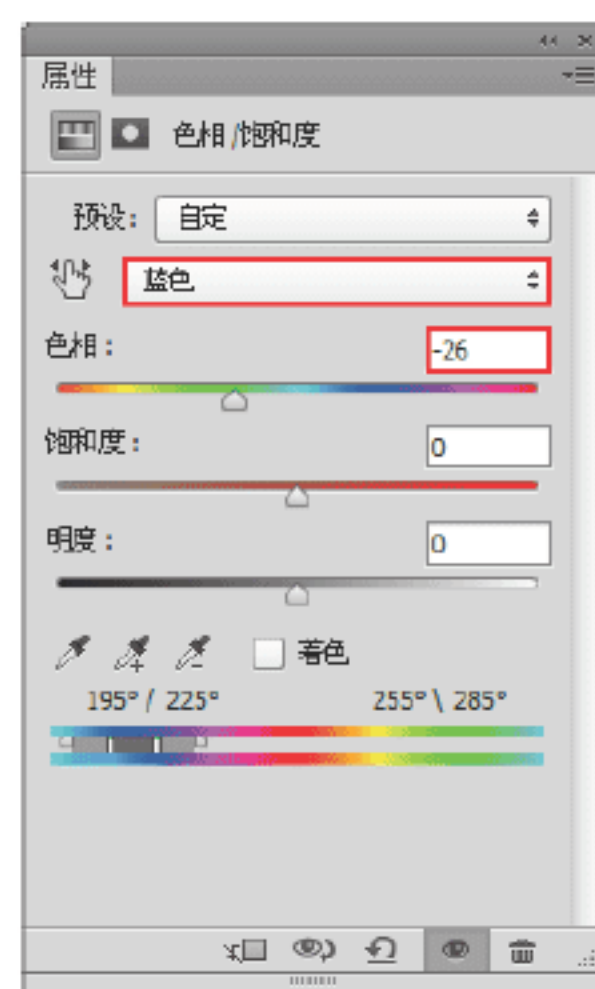 属性
色相/饱和度
预设： 自定
蓝色
色相： -26
饱和度： 0
明度： 0
着色
195° / 225° 255° \ 285°